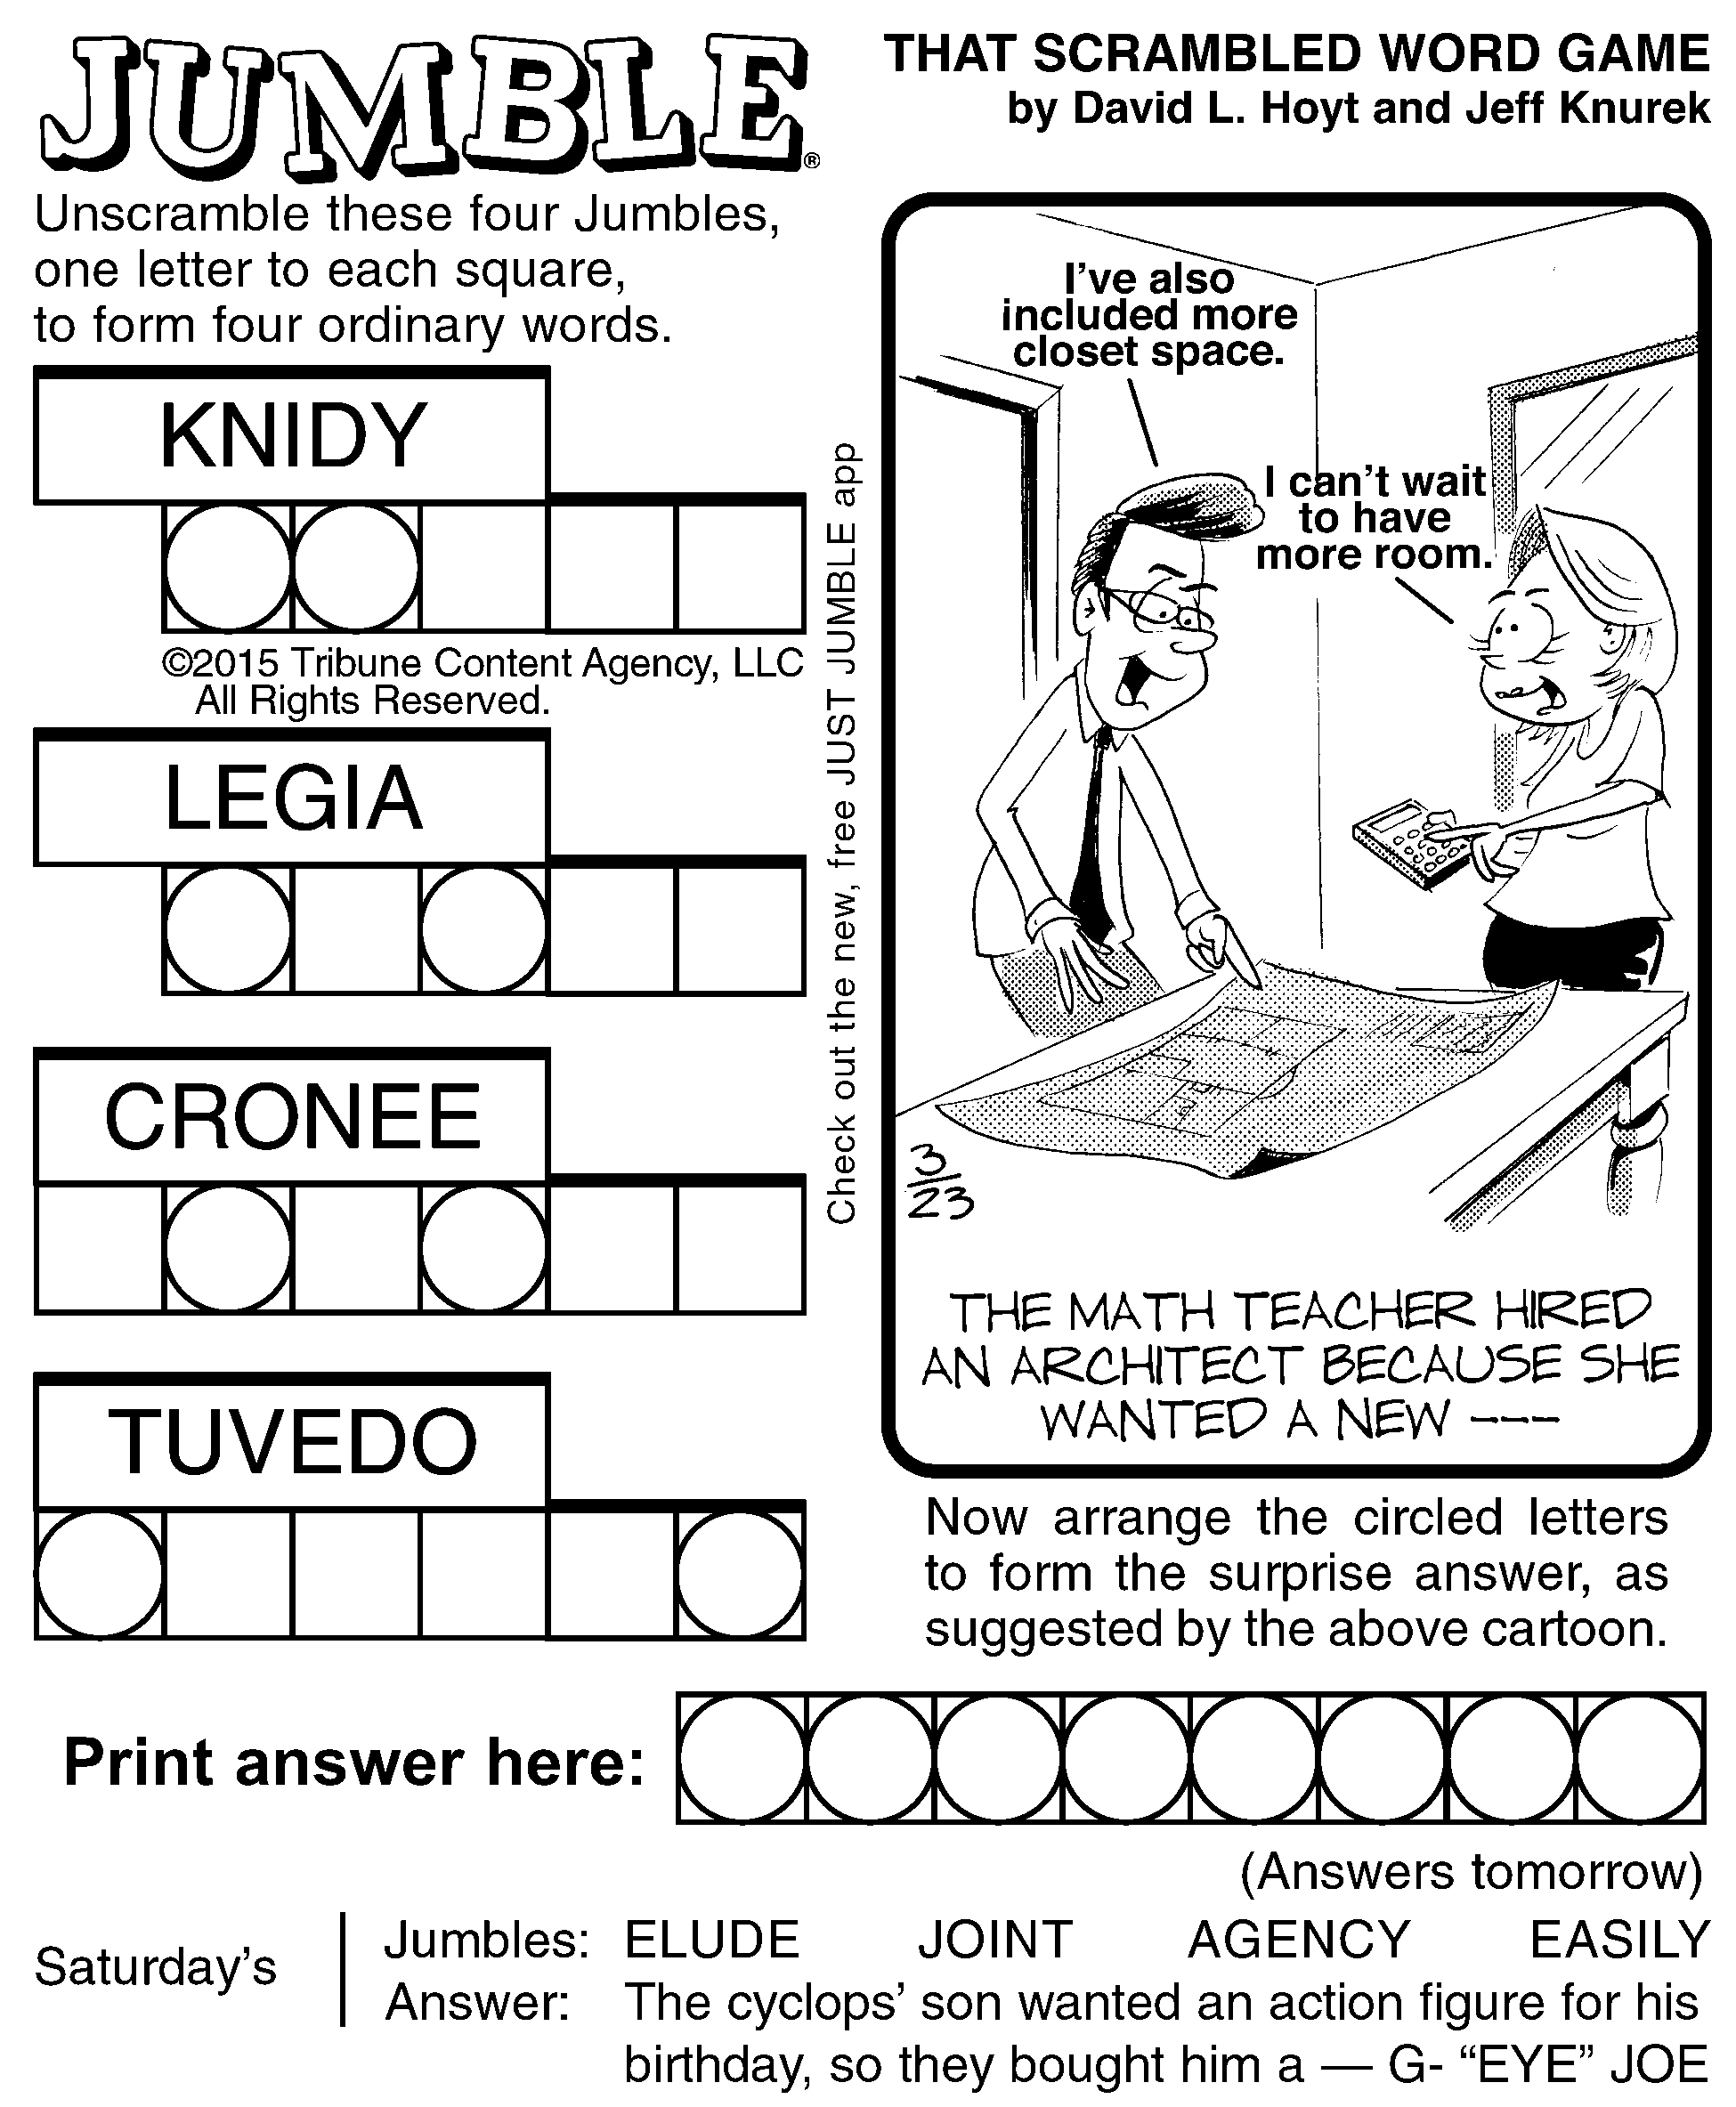 JUMBLE®
THAT SCRAMBLED WORD GAME
by David L. Hoyt and Jeff Knurek
Unscramble these four Jumbles,
one letter to each square,
to form four ordinary words.
KNIDY
©2015 Tribune Content Agency, LLC
All Rights Reserved.
LEGIA
CRONEE
TUVEDO
Check out the new, free JUST JUMBLE app
I've also
included more
closet space.
I can't wait
to have
more room.
3
23
THE MATH TEACHER HIRED
AN ARCHITECT BECAUSE SHE
WANTED A NEW ---
Now arrange the circled letters
to form the surprise answer, as
suggested by the above cartoon.
Print answer here:
(Answers tomorrow)
Saturday's
Jumbles: ELUDE JOINT AGENCY EASILY
Answer: The cyclops' son wanted an action figure for his
birthday, so they bought him a — G- “EYE” JOE